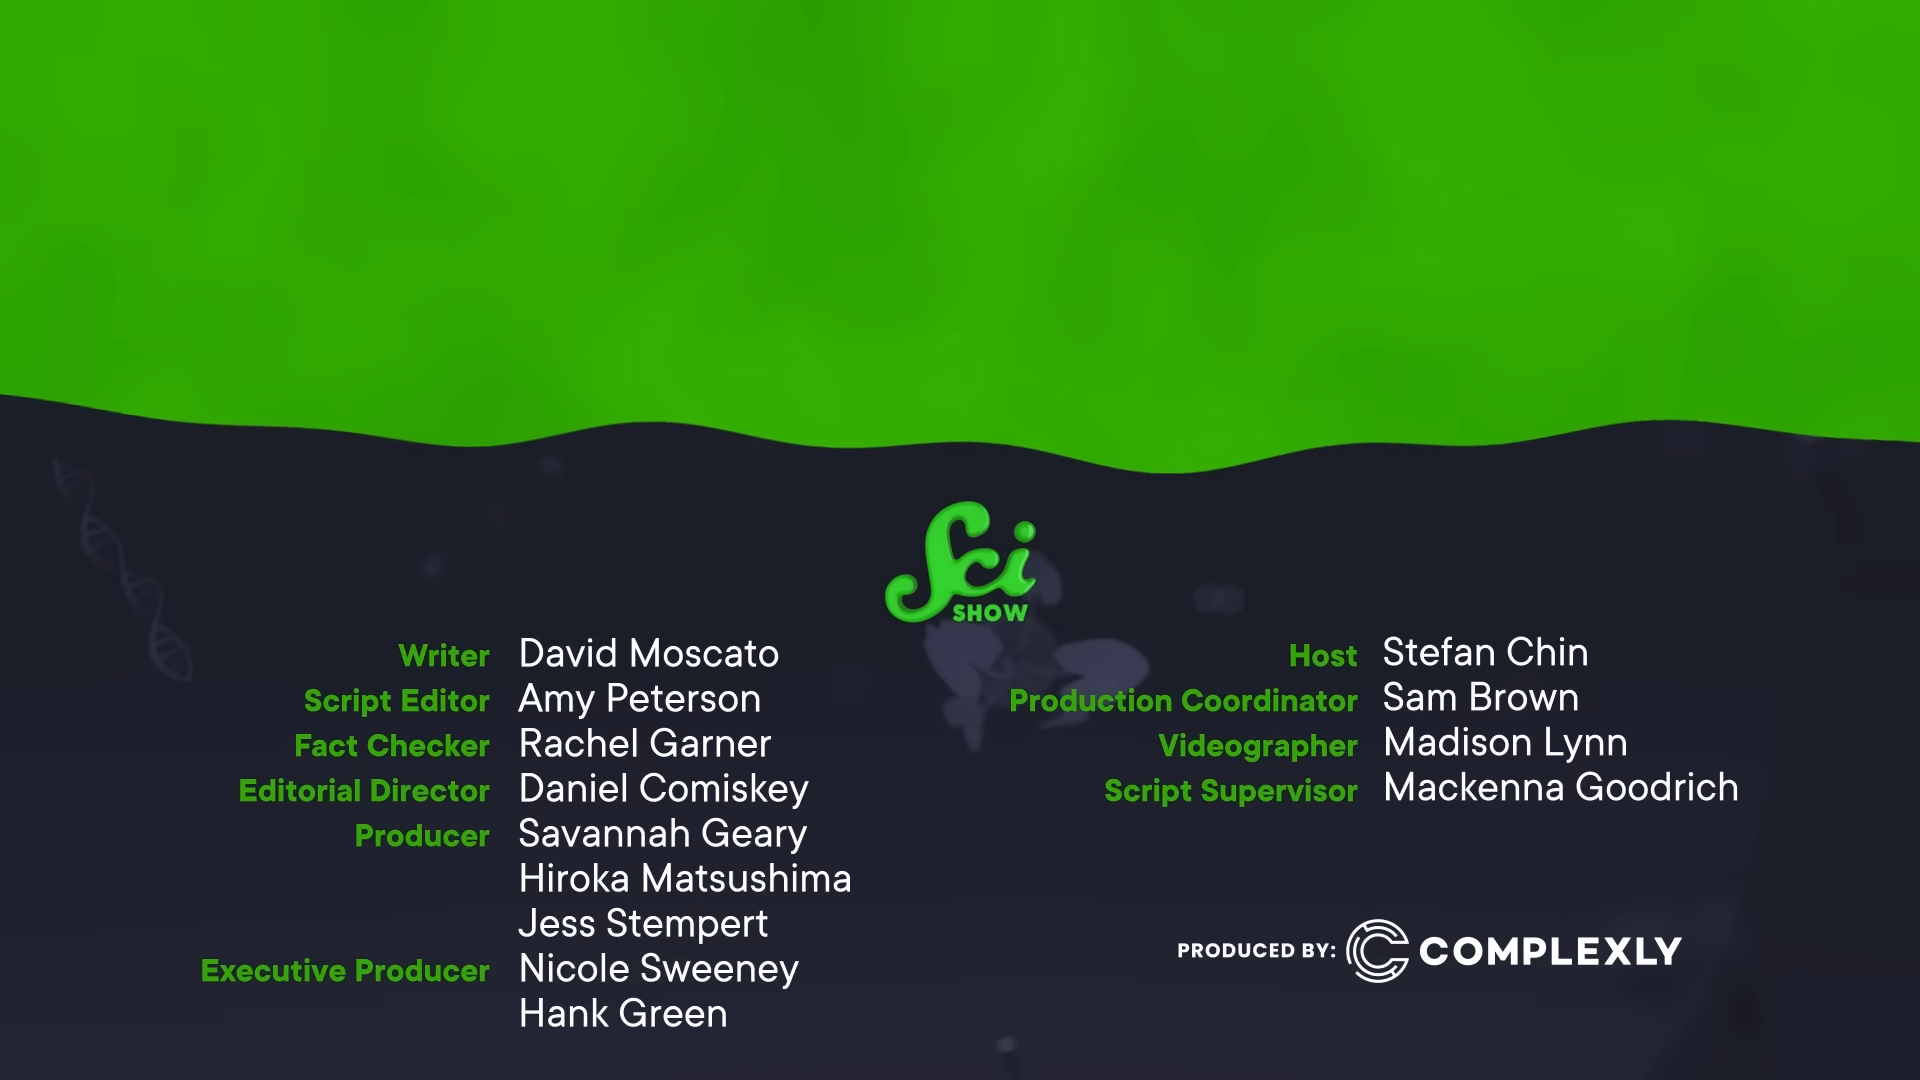 Sci
SHOW
Writer David Moscato
Script Editor Amy Peterson
Fact Checker Rachel Garner
Editorial Director Daniel Comiskey
Producer Savannah Geary
Hiroka Matsushima
Jess Stempert
Executive Producer Nicole Sweeney
Hank Green
Host Stefan Chin
Production Coordinator Sam Brown
Videographer Madison Lynn
Script Supervisor Mackenna Goodrich
PRODUCED BY: COMPLEXLY